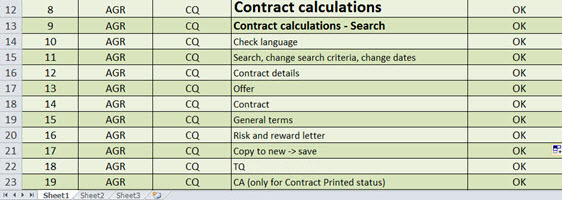 12 8 AGR CQ Contract calculations OK
13 9 AGR CQ Contract calculations - Search OK
14 10 AGR CQ Check language OK
15 11 AGR CQ Search, change search criteria, change dates OK
16 12 AGR CQ Contract details OK
17 13 AGR CQ Offer OK
18 14 AGR CQ Contract OK
19 15 AGR CQ General terms OK
20 16 AGR CQ Risk and reward letter OK
21 17 AGR CQ Copy to new -> save OK
22 18 AGR CQ TQ OK
23 19 AGR CQ CA (only for Contract Printed status) OK
Sheet1 Sheet2 Sheet3